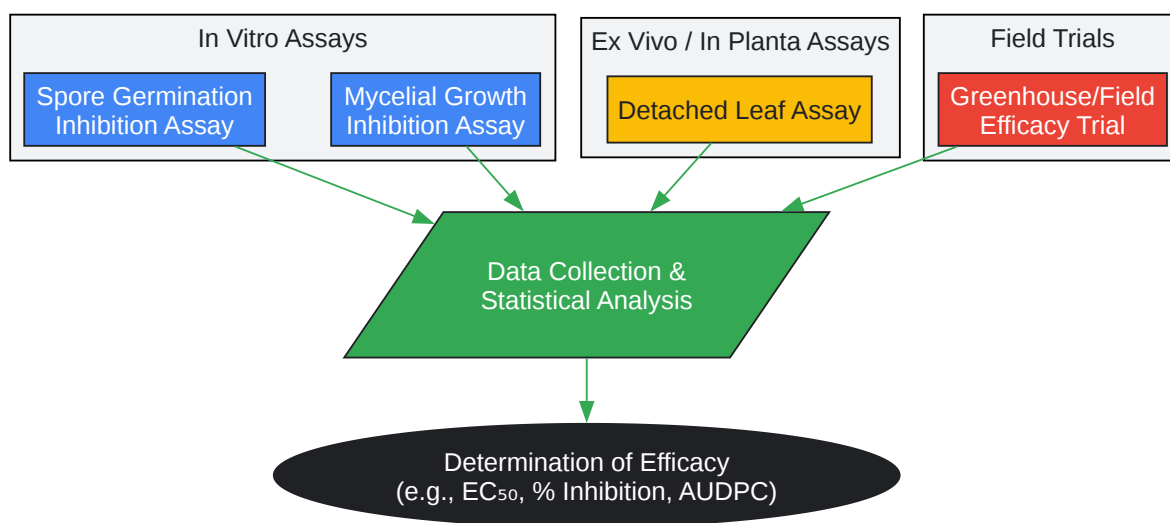 In Vitro Assays
Spore Germination
Inhibition Assay
Mycelial Growth
Inhibition Assay
Ex Vivo / In Planta Assays
Detached Leaf Assay
Field Trials
Greenhouse/Field
Efficacy Trial
Data Collection &
Statistical Analysis
Determination of Efficacy
(e.g., EC₅₀, % Inhibition, AUDPC)